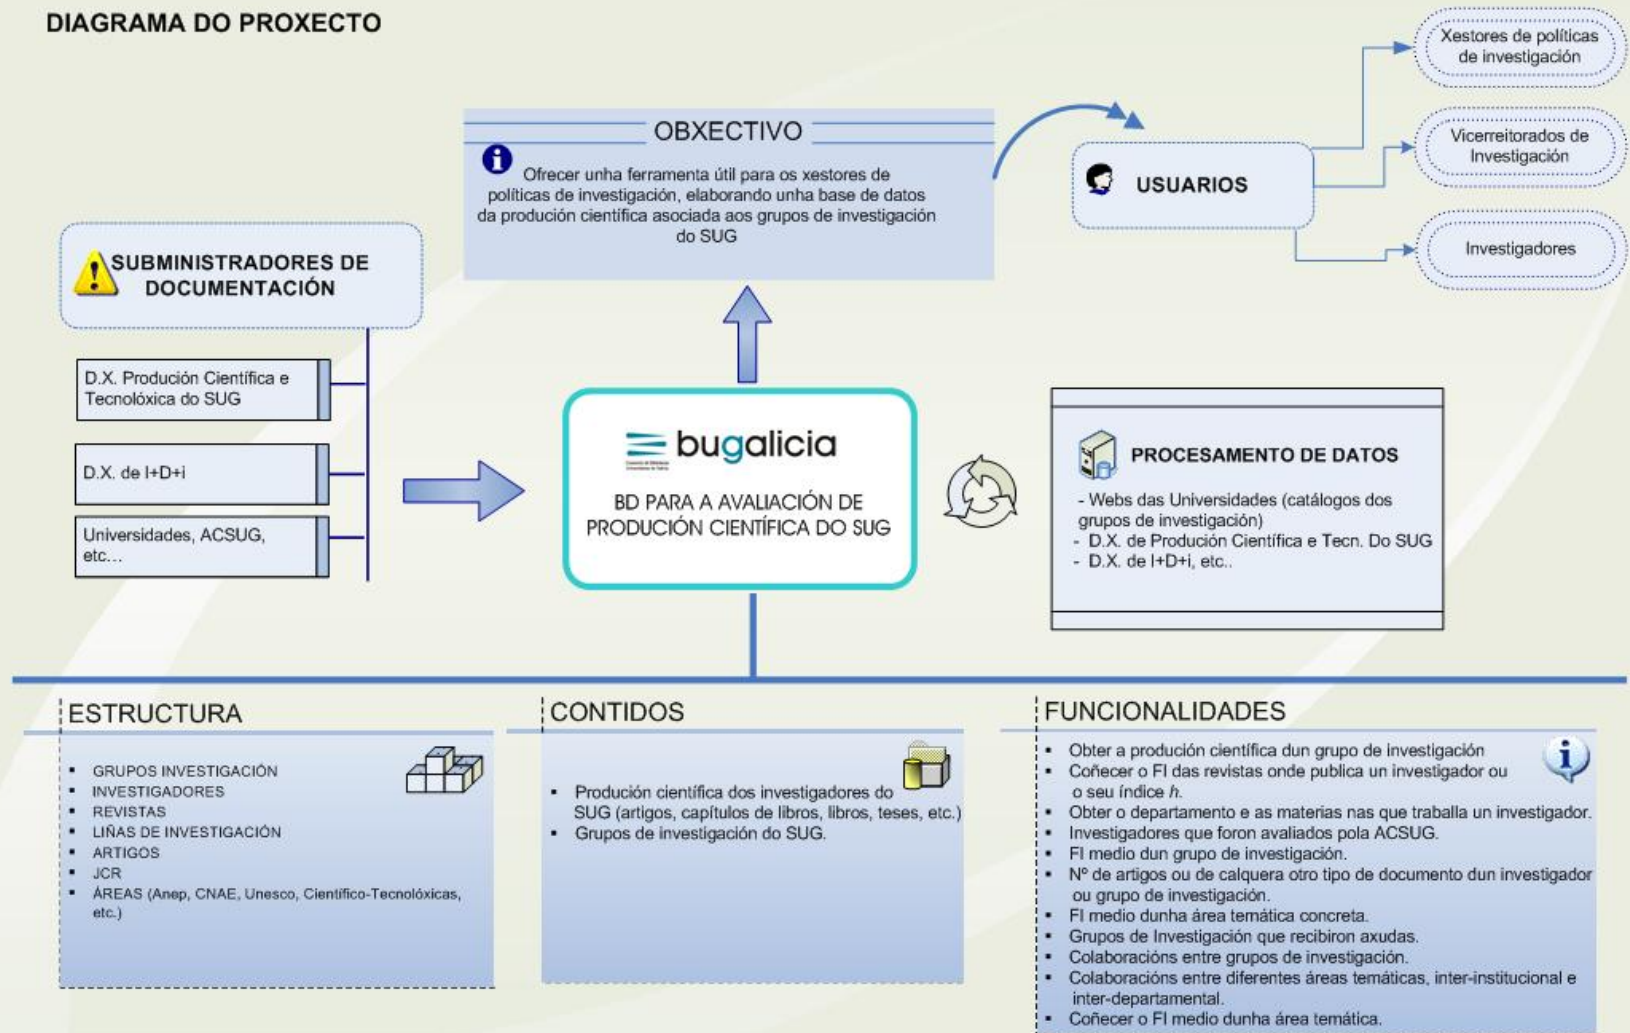 DIAGRAMA DO PROXECTO
Xestores de políticas
de investigación
Vicerreitorados de
Investigación
Investigadores
USUARIOS
OBXECTIVO
Ofrecer unha ferramenta útil para os xestores de
políticas de investigación, elaborando unha base de datos
da produción científica asociada aos grupos de investigación
do SUG
SUBMINISTRADORES DE
DOCUMENTACIÓN
D.X. Produción Científica e
Tecnolóxica do SUG
D.X. de I+D+i
Universidades, ACSUG,
etc...
bugalicia
BD PARA A AVALIACIÓN DE
PRODUCIÓN CIENTÍFICA DO SUG
PROCESAMENTO DE DATOS
- Webs das Universidades (catálogos dos
grupos de investigación)
- D.X. de Produción Científica e Tecn. Do SUG
- D.X. de I+D+i, etc..
ESTRUCTURA
▪ GRUPOS INVESTIGACIÓN
▪ INVESTIGADORES
▪ REVISTAS
▪ LIÑAS DE INVESTIGACIÓN
▪ ARTIGOS
▪ JCR
▪ ÁREAS (Anep, CNAE, Unesco, Científico-Tecnolóxicas,
etc.)
CONTIDOS
▪ Produción científica dos investigadores do
SUG (artigos, capítulos de libros, libros, teses, etc.)
▪ Grupos de investigación do SUG.
FUNCIONALIDADES
▪ Obter a produción científica dun grupo de investigación
▪ Coñecer o FI das revistas onde publica un investigador ou
o seu índice h.
▪ Obter o departamento e as materias nas que traballa un investigador.
▪ Investigadores que foron avaliados pola ACSUG.
▪ FI medio dun grupo de investigación.
▪ Nº de artigos ou de calquera otro tipo de documento dun investigador
ou grupo de investigación.
▪ FI medio dunha área temática concreta.
▪ Grupos de Investigación que recibiron axudas.
▪ Colaboracións entre grupos de investigación.
▪ Colaboracións entre diferentes áreas temáticas, inter-institucional e
inter-departamental.
▪ Coñecer o FI medio dunha área temática.